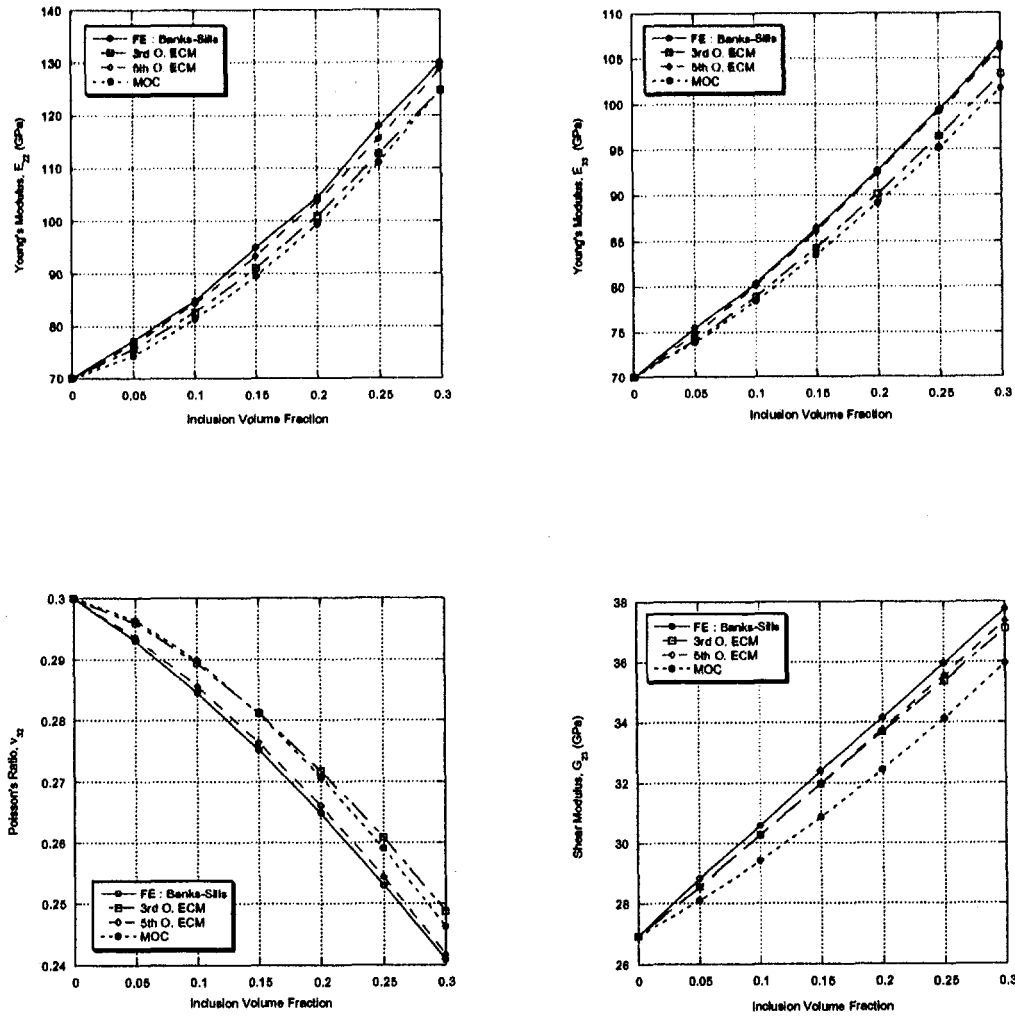 140
130
120
110
100
90
80
70
Young's Modulus, E22 (GPa)
FE : Banks-Sills
3rd O. ECM
5th O. ECM
MOC
0 0.05 0.1 0.15 0.2 0.25 0.3
Inclusion Volume Fraction
110
105
100
95
90
85
80
75
70
Young's Modulus, E33 (GPa)
FE : Banks-Sills
3rd O. ECM
5th O. ECM
MOC
0 0.05 0.1 0.15 0.2 0.25 0.3
Inclusion Volume Fraction
0.3
0.29
0.28
0.27
0.26
0.25
0.24
Poisson's Ratio, ν32
FE : Banks-Sills
3rd O. ECM
5th O. ECM
MOC
0 0.05 0.1 0.15 0.2 0.25 0.3
Inclusion Volume Fraction
38
36
34
32
30
28
26
Shear Modulus, G23 (GPa)
FE : Banks-Sills
3rd O. ECM
5th O. ECM
MOC
0 0.05 0.1 0.15 0.2 0.25 0.3
Inclusion Volume Fraction